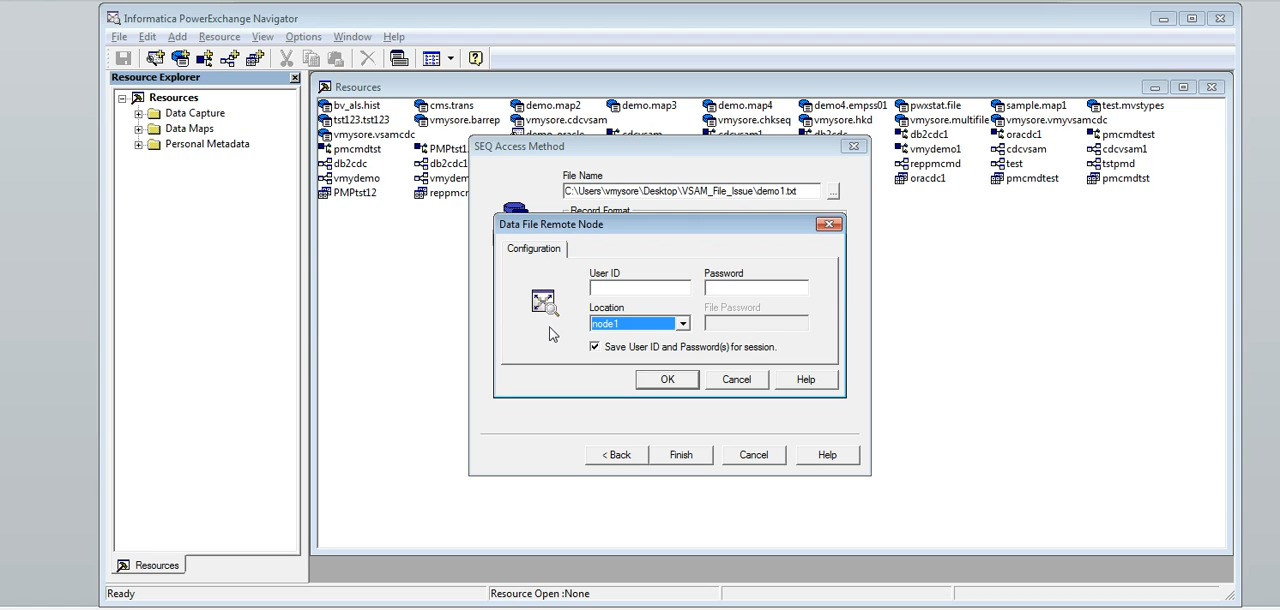 Informatica PowerExchange Navigator
File Edit Add Resource View Options Window Help
Resource Explorer
Resources
Data Capture
Data Maps
Personal Metadata
Resources
Resources
bv_als.hist cms.trans demo.map2 demo.map3 demo.map4 demo4.empss01 pwxstat.file sample.map1 test.mvstypes
tst123.tst123 vmysore.barrep vmysore.cdcvsam vmysore.chkseq vmysore.hkd vmysore.multifile vmysore.vmyvsamcdc
vmysore.vsamcdc db2cdc1 oracdc1 pmcmdtest
pmcmdtst PMPtst1 vmydemo1 cdcvsam cdcvsam1
db2cdc db2cdc1 reppmcmd test tstpmd
vmydemo vmydem oracdc1 pmcmdtest pmcmdtst
PMPtst12 reppmcm
SEQ Access Method
File Name
C:\Users\vmysore\Desktop\VSAM_File_Issue\demo1.txt ...
Record Format
Data File Remote Node
Configuration
User ID Password
Location File Password
node1
Save User ID and Password(s) for session.
OK Cancel Help
< Back Finish Cancel Help
Ready Resource Open :None